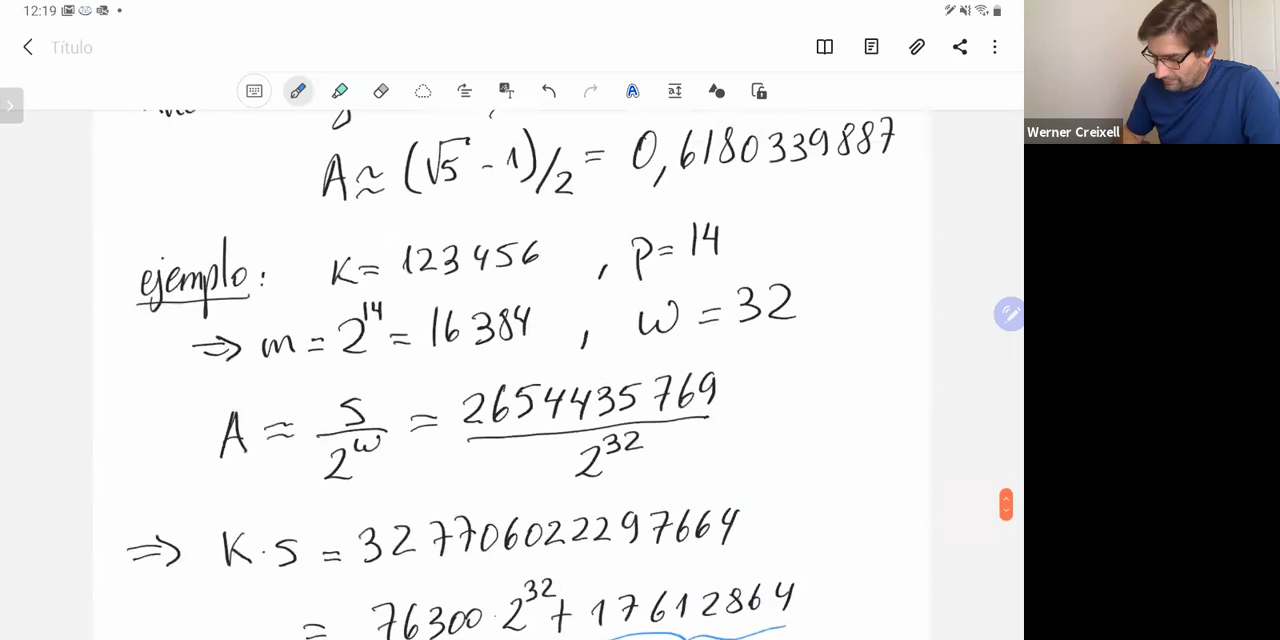 12:19
Título
A ≈ (√5 - 1)/2 = 0,6180339887
ejemplo: K = 123456 , p = 14
⇒ m = 2^14 = 16384 , w = 32
A ≈ s/2^w = 2654435769/2^32
⇒ K·s = 327706022297664
= 76300·2^32 + 17612864
Werner Creixell